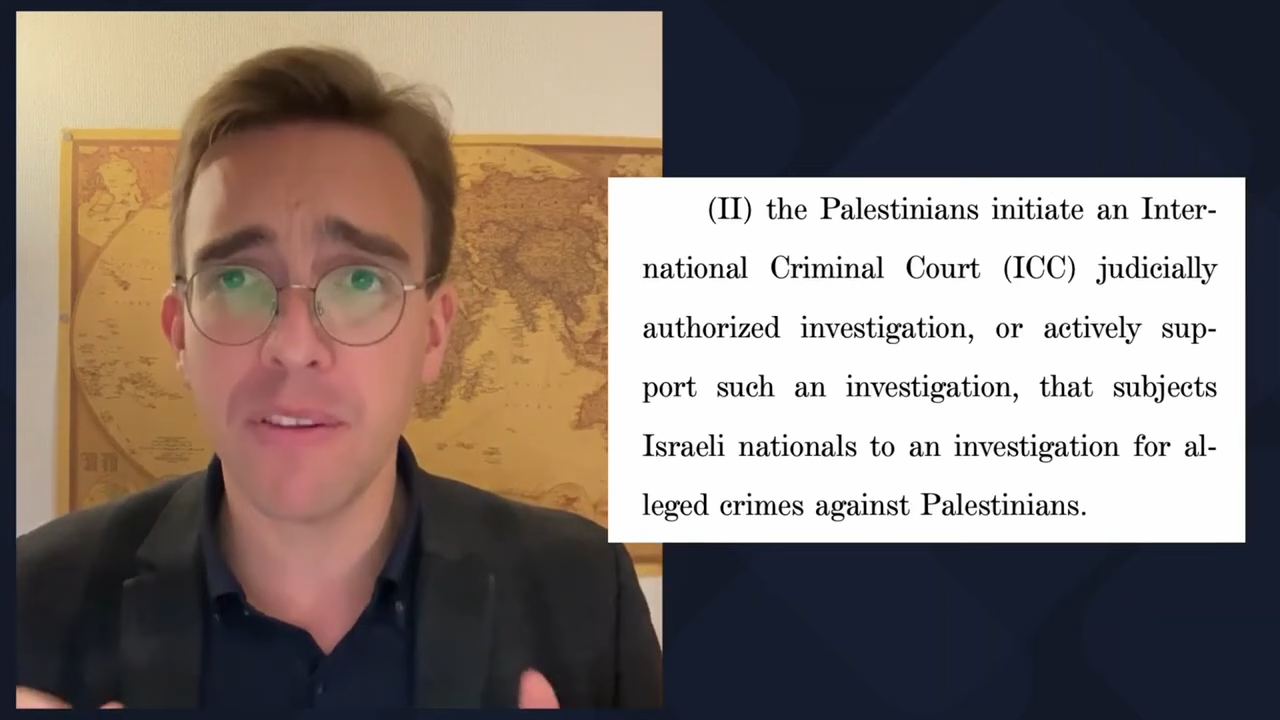 (II) the Palestinians initiate an Inter-
national Criminal Court (ICC) judicially
authorized investigation, or actively sup-
port such an investigation, that subjects
Israeli nationals to an investigation for al-
leged crimes against Palestinians.